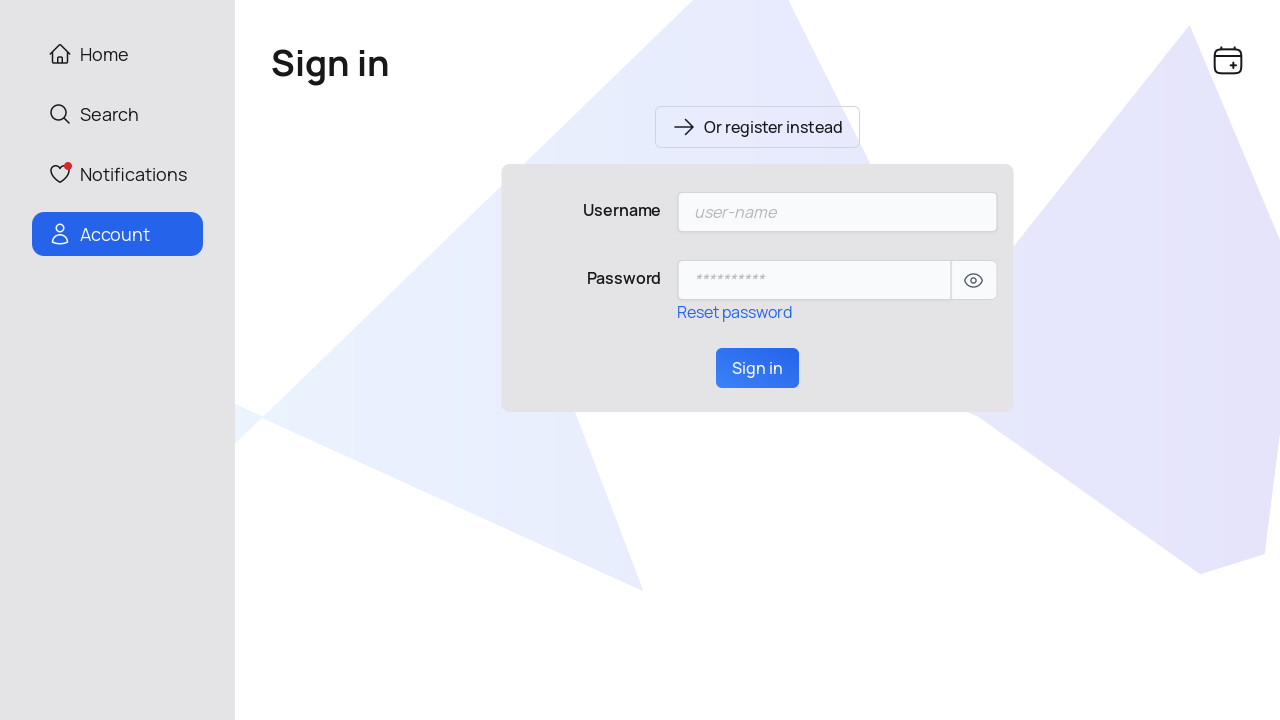 Home
Search
Notifications
Account
Sign in
Or register instead
Username
user-name
Password
**********
Reset password
Sign in